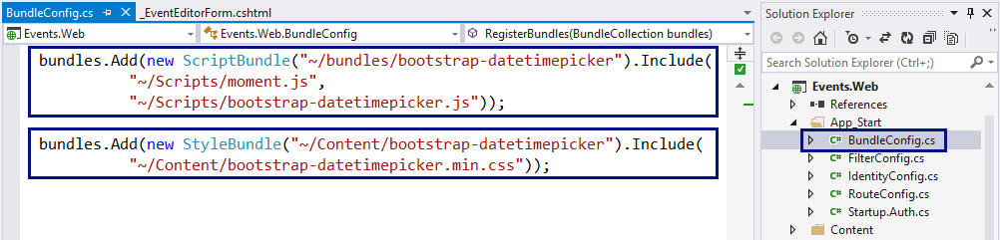 BundleConfig.cs
_EventEditorForm.cshtml
Events.Web
Events.Web.BundleConfig
RegisterBundles(BundleCollection bundles)
bundles.Add(new ScriptBundle("~/bundles/bootstrap-datetimepicker").Include(
"~/Scripts/moment.js",
"~/Scripts/bootstrap-datetimepicker.js"));
bundles.Add(new StyleBundle("~/Content/bootstrap-datetimepicker").Include(
"~/Content/bootstrap-datetimepicker.min.css"));
Solution Explorer
Search Solution Explorer (Ctrl+;)
Events.Web
References
App_Start
C# BundleConfig.cs
C# FilterConfig.cs
C# IdentityConfig.cs
C# RouteConfig.cs
C# Startup.Auth.cs
Content